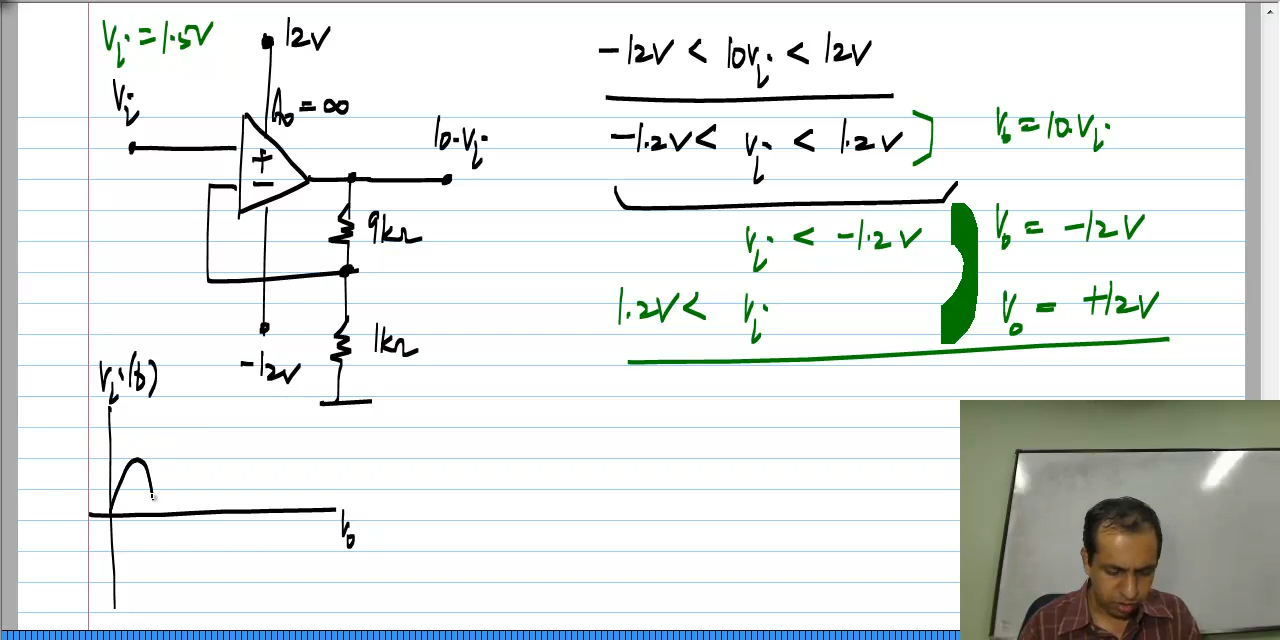 Vi = 1.5V
12V
Vi
A0 = ∞
+
−
10.Vi
9kΩ
1kΩ
-12V
Vi(t)
V0
-12V < 10Vi < 12V
-1.2V < Vi < 1.2V
V0 = 10.Vi
Vi < -1.2V
V0 = -12V
1.2V < Vi
V0 = +12V